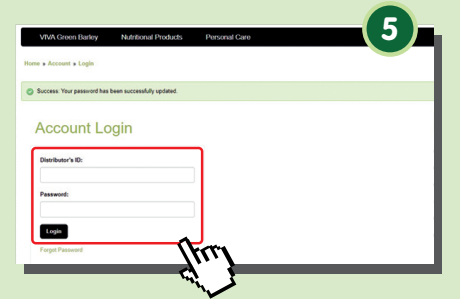 5
VIVA Green Barley Nutritional Products Personal Care
Home » Account » Login
Success: Your password has been successfully updated.
Account Login
Distributor's ID:
Password:
Login
Forgot Password